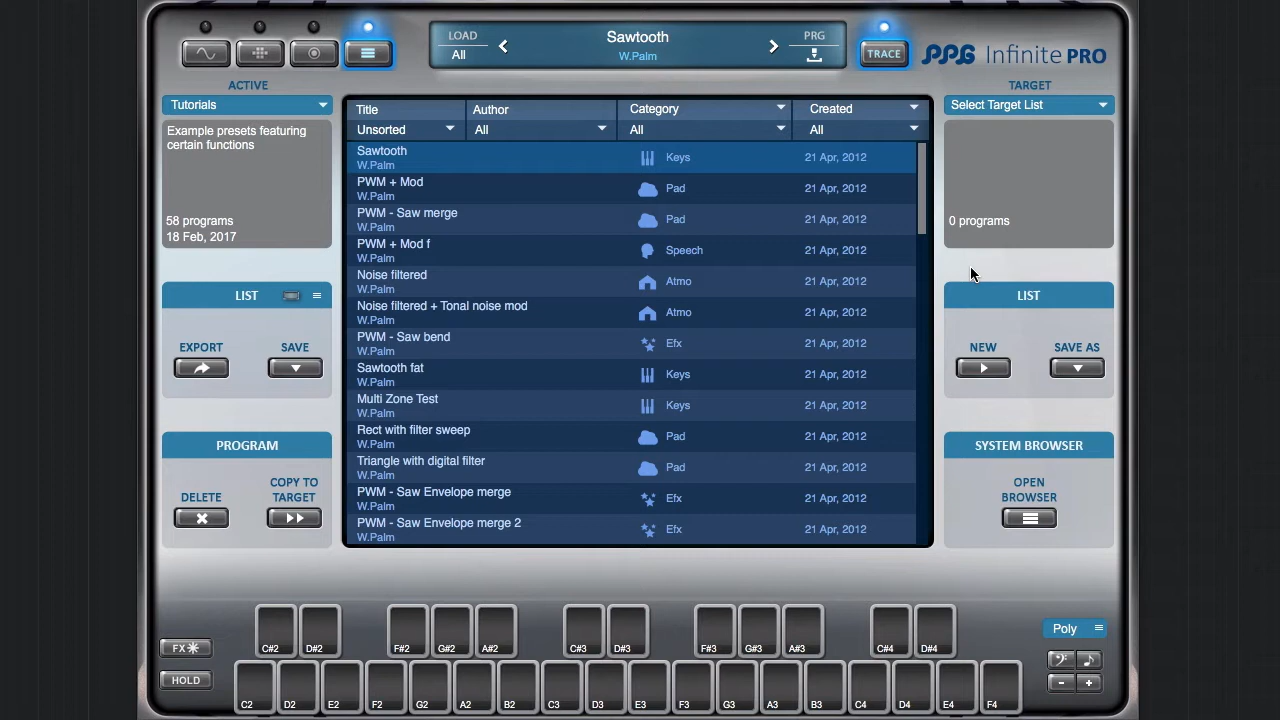 LOAD
All
Sawtooth
W.Palm
PRG
TRACE
PPG Infinite PRO
ACTIVE
Tutorials
Example presets featuring
certain functions
58 programs
18 Feb, 2017
LIST
EXPORT
SAVE
PROGRAM
DELETE
COPY TO
TARGET
Title Author Category Created
Unsorted All All All
Sawtooth
W.Palm
Keys 21 Apr, 2012
PWM + Mod
W.Palm
Pad 21 Apr, 2012
PWM - Saw merge
W.Palm
Pad 21 Apr, 2012
PWM + Mod f
W.Palm
Speech 21 Apr, 2012
Noise filtered
W.Palm
Atmo 21 Apr, 2012
Noise filtered + Tonal noise mod
W.Palm
Atmo 21 Apr, 2012
PWM - Saw bend
W.Palm
Efx 21 Apr, 2012
Sawtooth fat
W.Palm
Keys 21 Apr, 2012
Multi Zone Test
W.Palm
Keys 21 Apr, 2012
Rect with filter sweep
W.Palm
Pad 21 Apr, 2012
Triangle with digital filter
W.Palm
Pad 21 Apr, 2012
PWM - Saw Envelope merge
W.Palm
Efx 21 Apr, 2012
PWM - Saw Envelope merge 2
W.Palm
Efx 21 Apr, 2012
TARGET
Select Target List
0 programs
LIST
NEW
SAVE AS
SYSTEM BROWSER
OPEN
BROWSER
FX
HOLD
C#2 D#2 F#2 G#2 A#2 C#3 D#3 F#3 G#3 A#3 C#4 D#4
C2 D2 E2 F2 G2 A2 B2 C3 D3 E3 F3 G3 A3 B3 C4 D4 E4 F4
Poly
- +